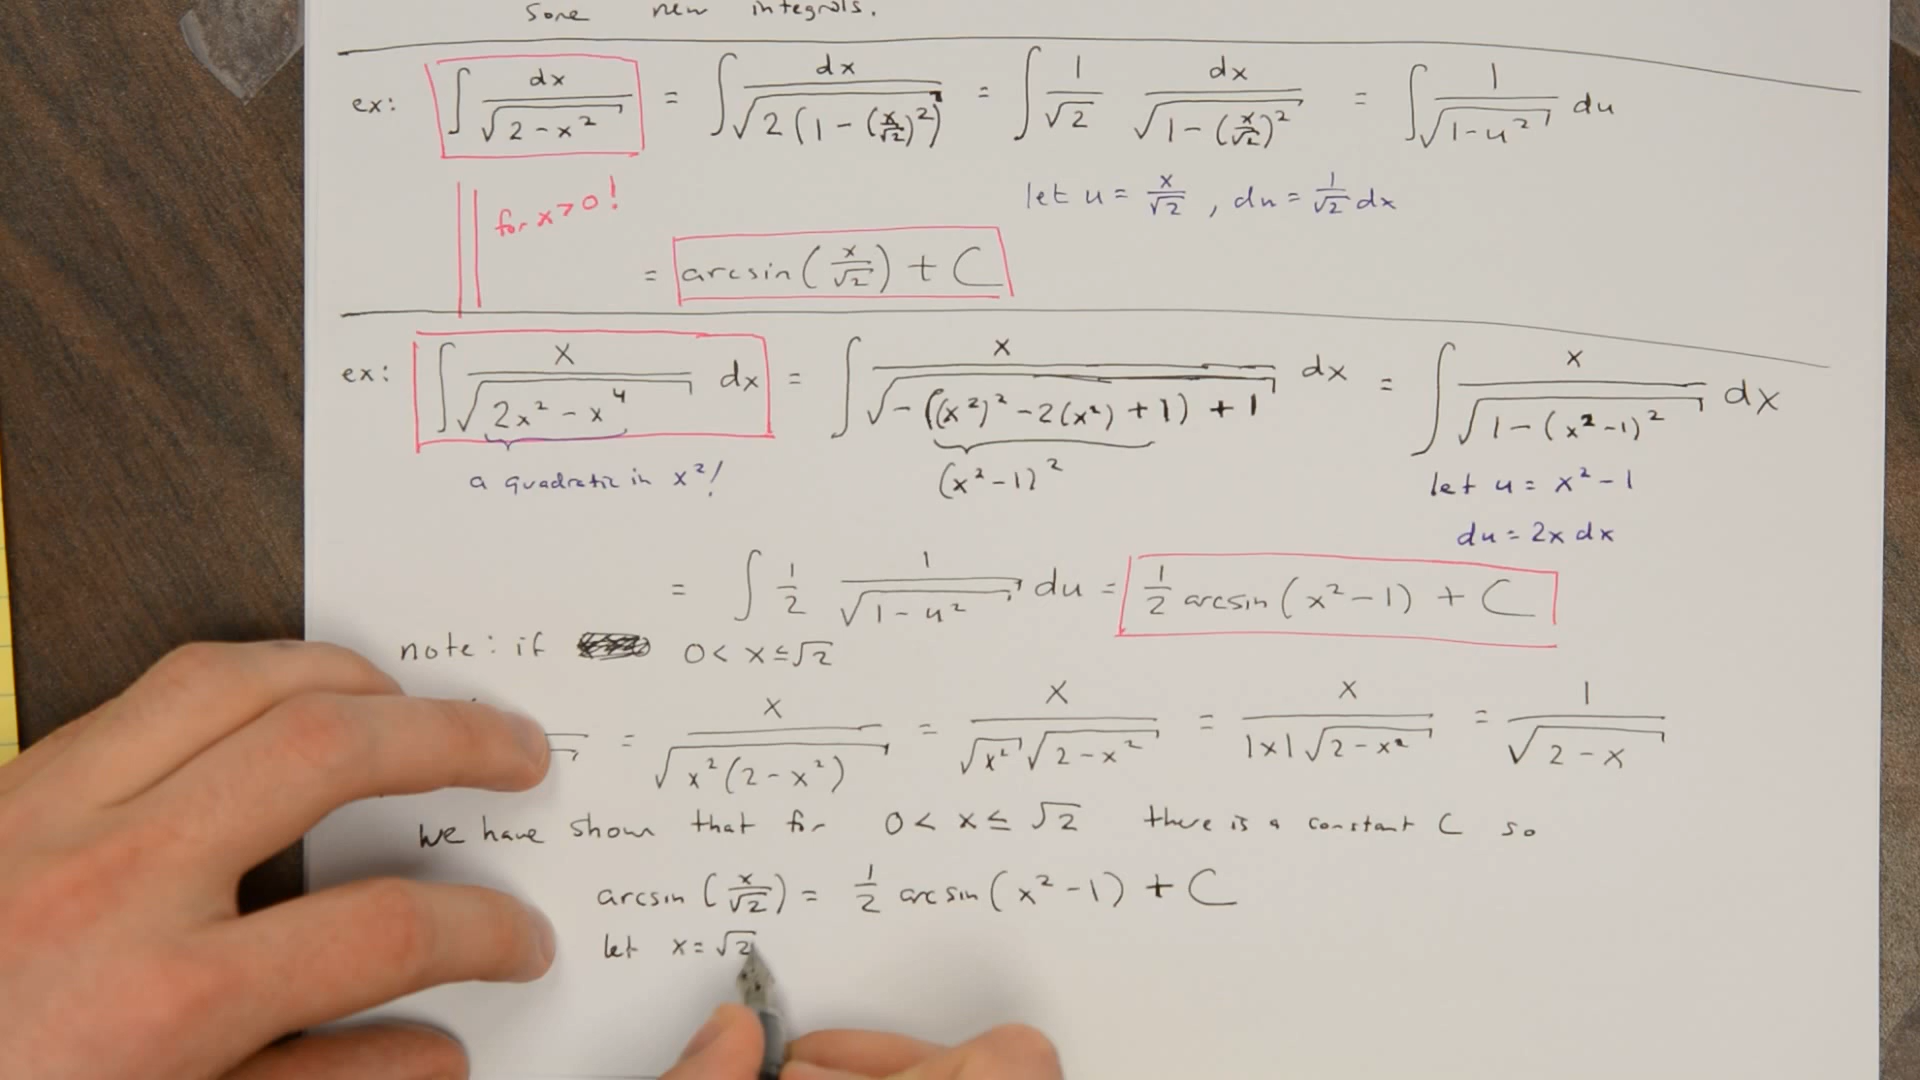 Some new integrals.
ex: ∫ dx/√(2-x²) = ∫ dx/√(2(1-(x/√2)²)) = ∫ 1/√2 dx/√(1-(x/√2)²) = ∫ 1/√(1-u²) du
for x>0!
let u = x/√2, du = 1/√2 dx
= arcsin(x/√2) + C
ex: ∫ x/√(2x²-x⁴) dx = ∫ x/√(-((x²)²-2(x²)+1)+1) dx = ∫ x/√(1-(x²-1)²) dx
a quadratic in x²!
(x²-1)²
let u = x²-1
du = 2x dx
= ∫ 1/2 1/√(1-u²) du = 1/2 arcsin(x²-1) + C
note: if 0 < x ≤ √2
= x/√(x²(2-x²)) = x/(√x² √(2-x²)) = x/(|x|√(2-x²)) = 1/√(2-x)
We have shown that for 0 < x ≤ √2 there is a constant C so
arcsin(x/√2) = 1/2 arcsin(x²-1) + C
let x = √2